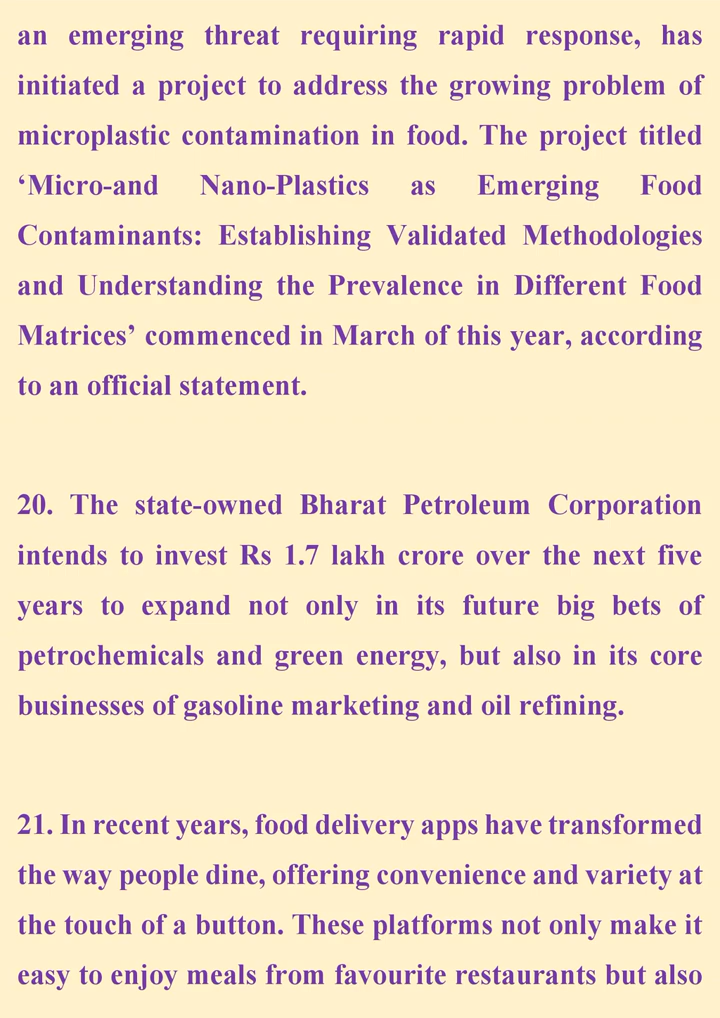 an emerging threat requiring rapid response, has
initiated a project to address the growing problem of
microplastic contamination in food. The project titled
‘Micro-and Nano-Plastics as Emerging Food
Contaminants: Establishing Validated Methodologies
and Understanding the Prevalence in Different Food
Matrices’ commenced in March of this year, according
to an official statement.
20. The state-owned Bharat Petroleum Corporation
intends to invest Rs 1.7 lakh crore over the next five
years to expand not only in its future big bets of
petrochemicals and green energy, but also in its core
businesses of gasoline marketing and oil refining.
21. In recent years, food delivery apps have transformed
the way people dine, offering convenience and variety at
the touch of a button. These platforms not only make it
easy to enjoy meals from favourite restaurants but also